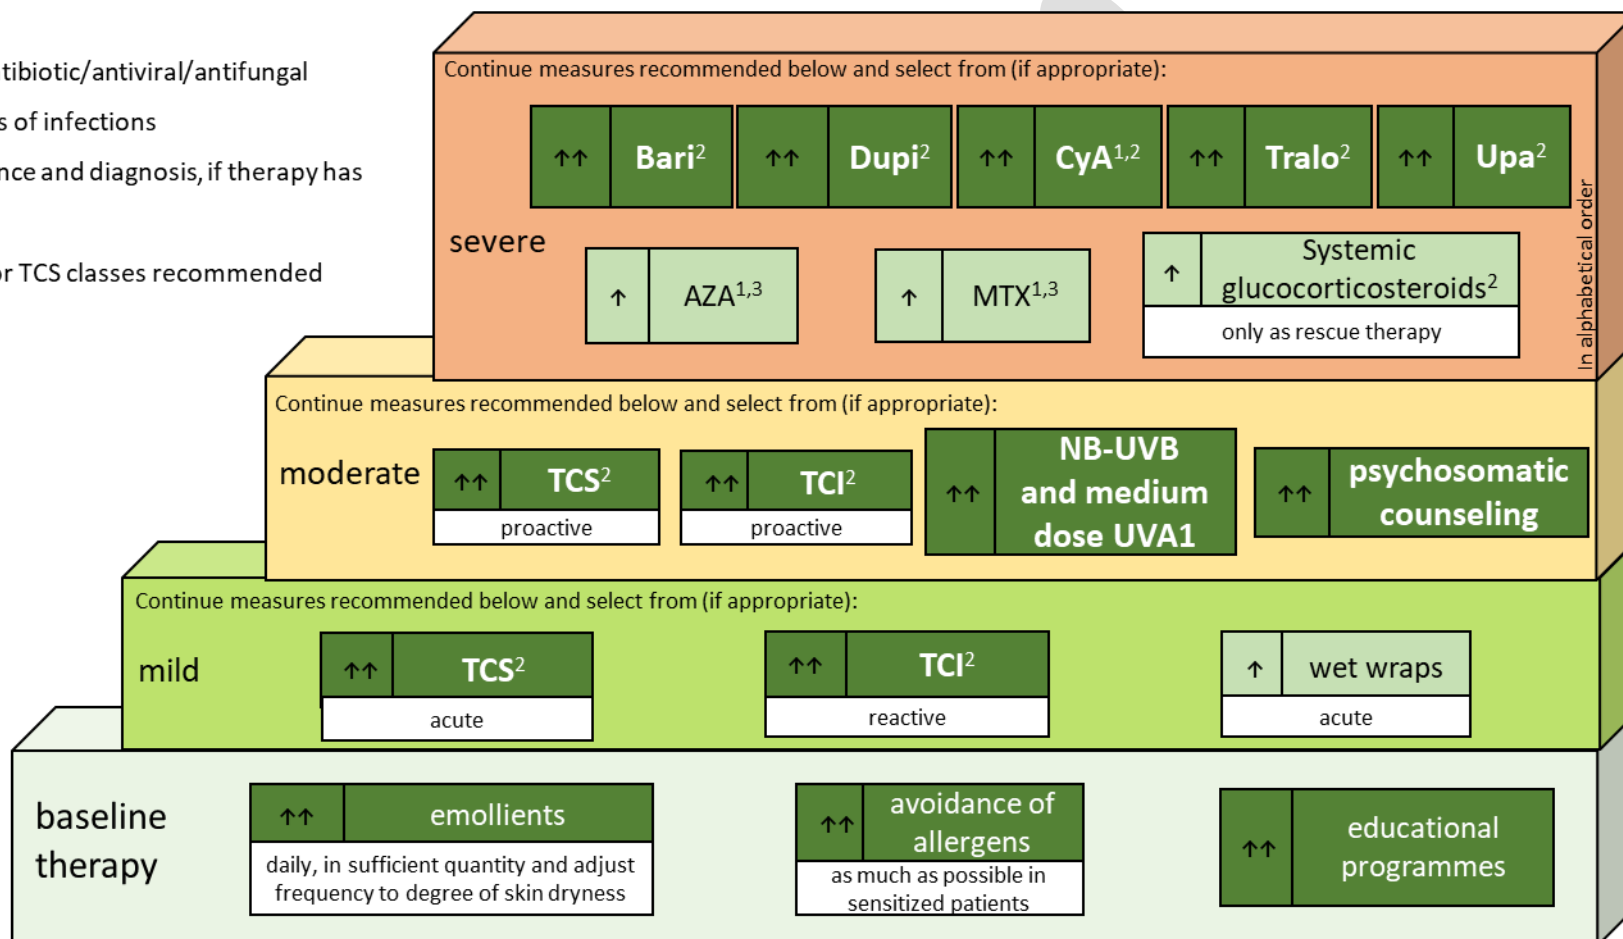 tibiotic/antiviral/antifungal
s of infections
nce and diagnosis, if therapy has
or TCS classes recommended
Continue measures recommended below and select from (if appropriate):
↑↑ Bari²
↑↑ Dupi²
↑↑ CyA¹,²
↑↑ Tralo²
↑↑ Upa²
severe
↑ AZA¹,³
↑ MTX¹,³
↑ Systemic
glucocorticosteroids²
only as rescue therapy
In alphabetical order
Continue measures recommended below and select from (if appropriate):
moderate
↑↑ TCS²
proactive
↑↑ TCI²
proactive
↑↑ NB-UVB
and medium
dose UVA1
↑↑ psychosomatic
counseling
Continue measures recommended below and select from (if appropriate):
mild
↑↑ TCS²
acute
↑↑ TCI²
reactive
↑ wet wraps
acute
baseline
therapy
↑↑ emollients
daily, in sufficient quantity and adjust
frequency to degree of skin dryness
↑↑ avoidance of
allergens
as much as possible in
sensitized patients
↑↑ educational
programmes